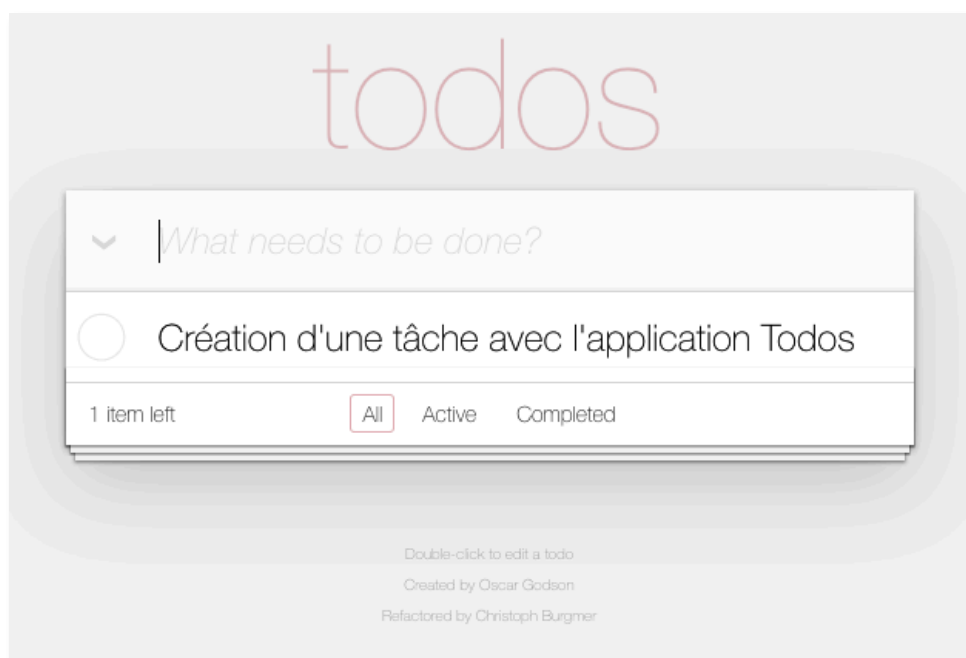 todos
What needs to be done?
Création d'une tâche avec l'application Todos
1 item left All Active Completed
Double-click to edit a todo
Created by Oscar Godson
Refactored by Christoph Burgmer